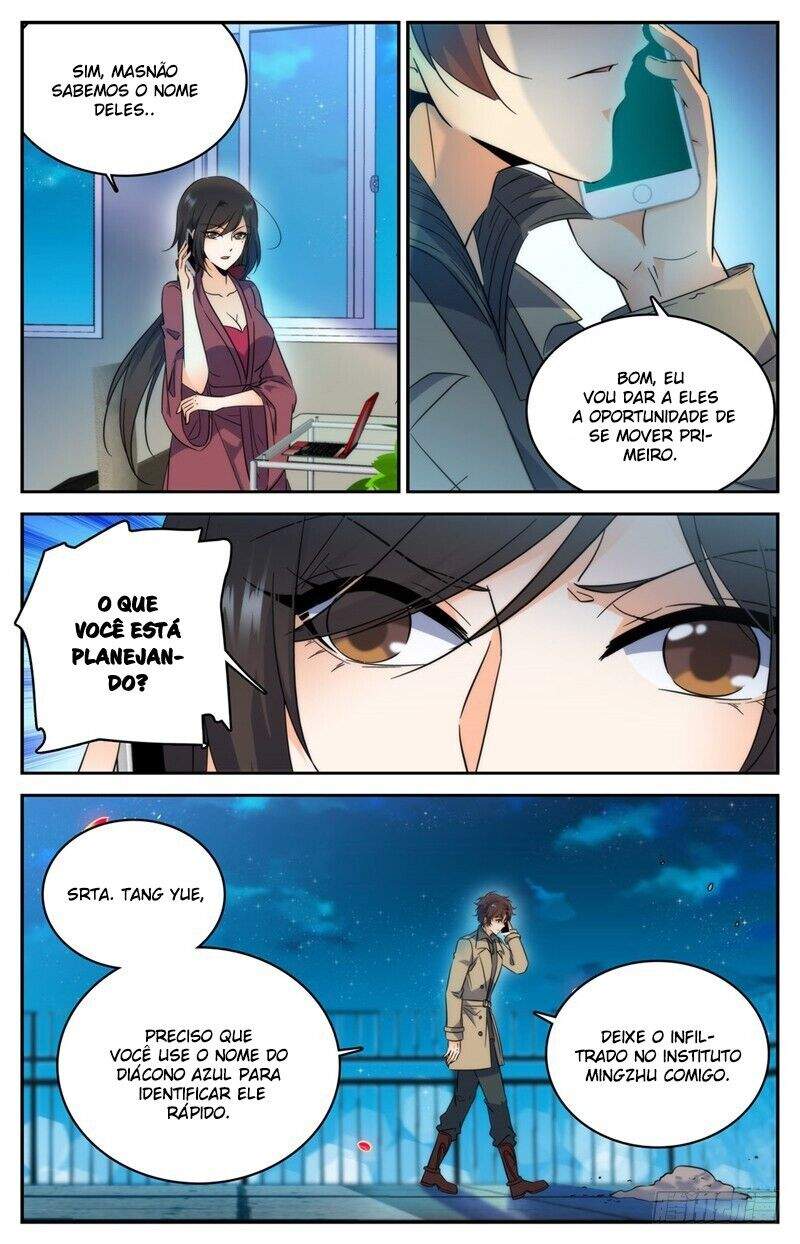 SIM, MASNÃO
SABEMOS O NOME
DELES..
BOM, EU
VOU DAR A ELES
A OPORTUNIDADE DE
SE MOVER PRI-
MEIRO.
O QUE
VOCÊ ESTÁ
PLANEJAN-
DO?
SRTA. TANG YUE,
PRECISO QUE
VOCÊ USE O NOME DO
DIÁCONO AZUL PARA
IDENTIFICAR ELE
RÁPIDO.
DEIXE O INFIL-
TRADO NO INSTITUTO
MINGZHU COMIGO.